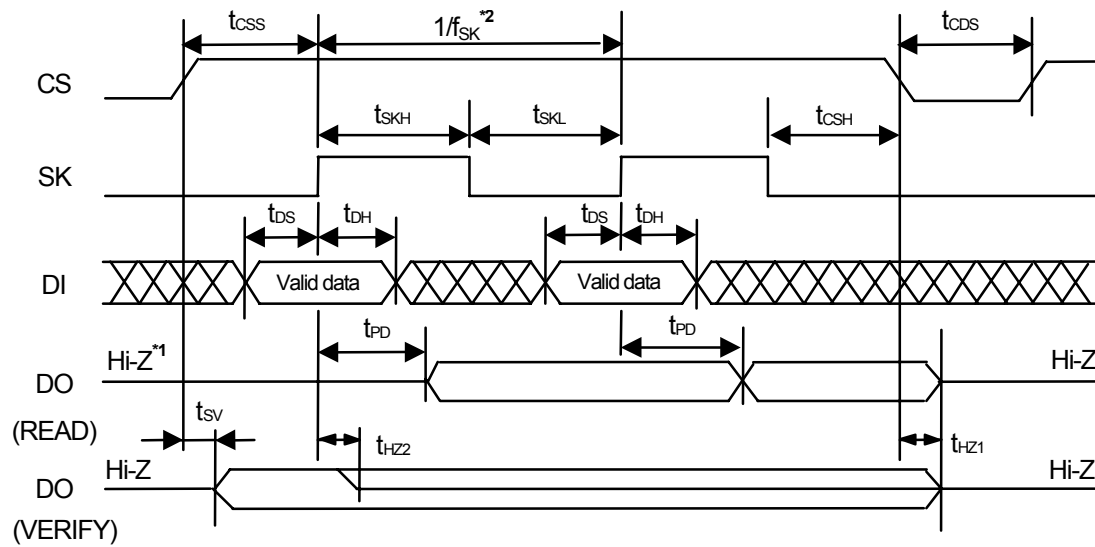 tCSS 1/fSK*2 tCDS
CS
tSKH tSKL tCSH
SK
tDS tDH tDS tDH
DI Valid data Valid data
tPD tPD
Hi-Z*1 Hi-Z
DO
(READ)
tSV tHZ2 tHZ1
Hi-Z Hi-Z
DO
(VERIFY)